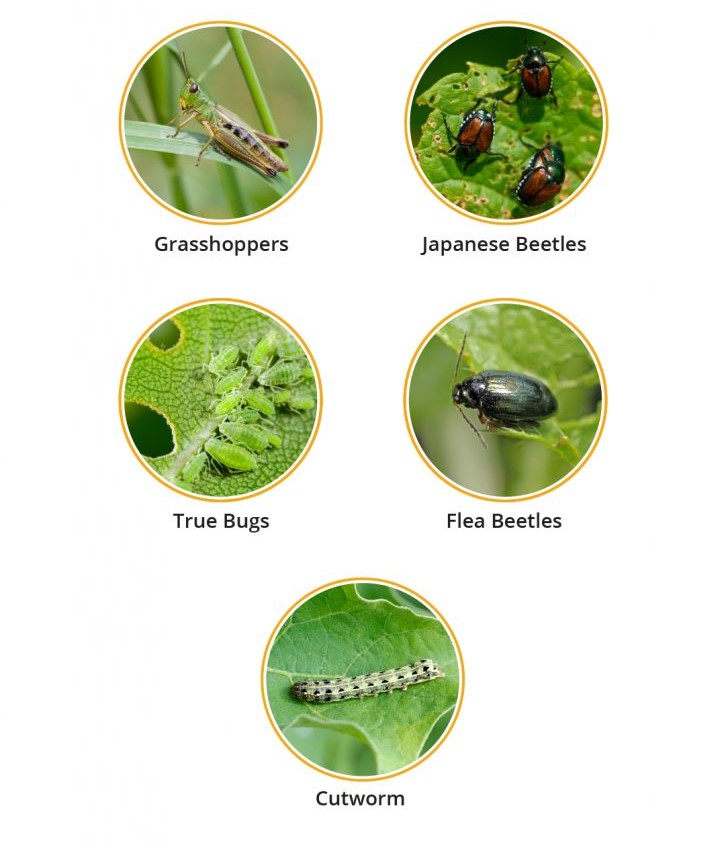 Grasshoppers
Japanese Beetles
True Bugs
Flea Beetles
Cutworm